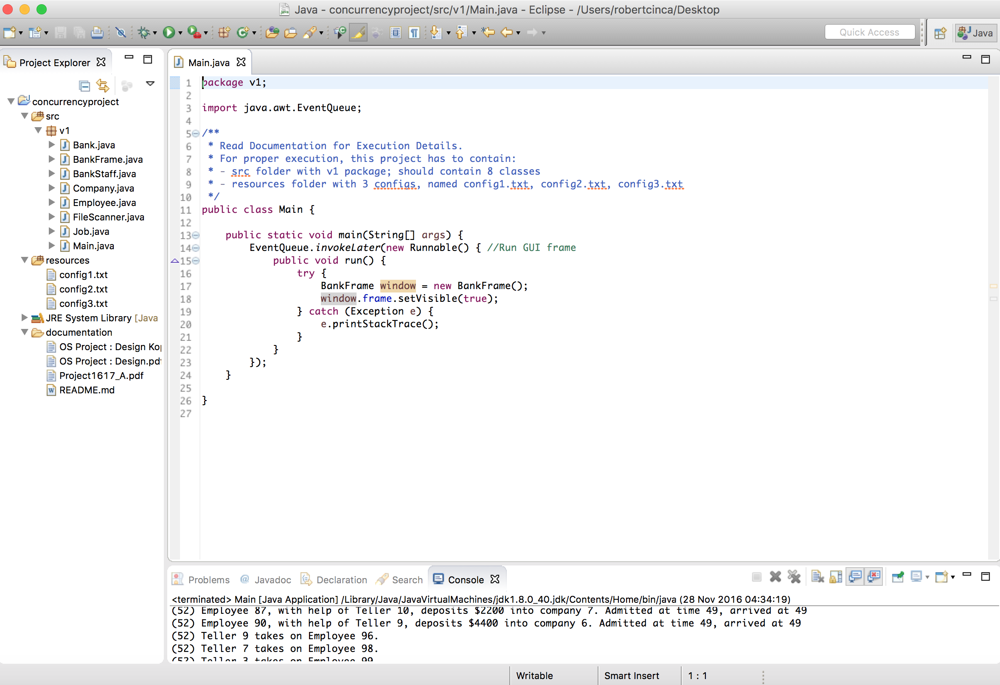 Java - concurrencyproject/src/v1/Main.java - Eclipse - /Users/robertcinca/Desktop
Quick Access
Java
Project Explorer
concurrencyproject
src
v1
Bank.java
BankFrame.java
BankStaff.java
Company.java
Employee.java
FileScanner.java
Job.java
Main.java
resources
config1.txt
config2.txt
config3.txt
JRE System Library [Java
documentation
OS Project : Design
OS Project : Design.pdf
Project1617_A.pdf
README.md
Main.java
1 package v1;
2
3 import java.awt.EventQueue;
4
5 /**
6 * Read Documentation for Execution Details.
7 * For proper execution, this project has to contain:
8 * - src folder with v1 package; should contain 8 classes
9 * - resources folder with 3 configs, named config1.txt, config2.txt, config3.txt
10 */
11 public class Main {
12
13 public static void main(String[] args) {
14 EventQueue.invokeLater(new Runnable() { //Run GUI frame
15 public void run() {
16 try {
17 BankFrame window = new BankFrame();
18 window.frame.setVisible(true);
19 } catch (Exception e) {
20 e.printStackTrace();
21 }
22 }
23 });
24 }
25
26 }
27
Problems @ Javadoc Declaration Search Console
<terminated> Main [Java Application] /Library/Java/JavaVirtualMachines/jdk1.8.0_40.jdk/Contents/Home/bin/java (28 Nov 2016 04:34:19)
(52) Employee 87, with help of Teller 10, deposits $2200 into company 7. Admitted at time 49, arrived at 49
(52) Employee 90, with help of Teller 9, deposits $4400 into company 6. Admitted at time 49, arrived at 49
(52) Teller 9 takes on Employee 96.
(52) Teller 7 takes on Employee 98.
(52) Teller 3 takes on Employee 99
Writable Smart Insert 1 : 1